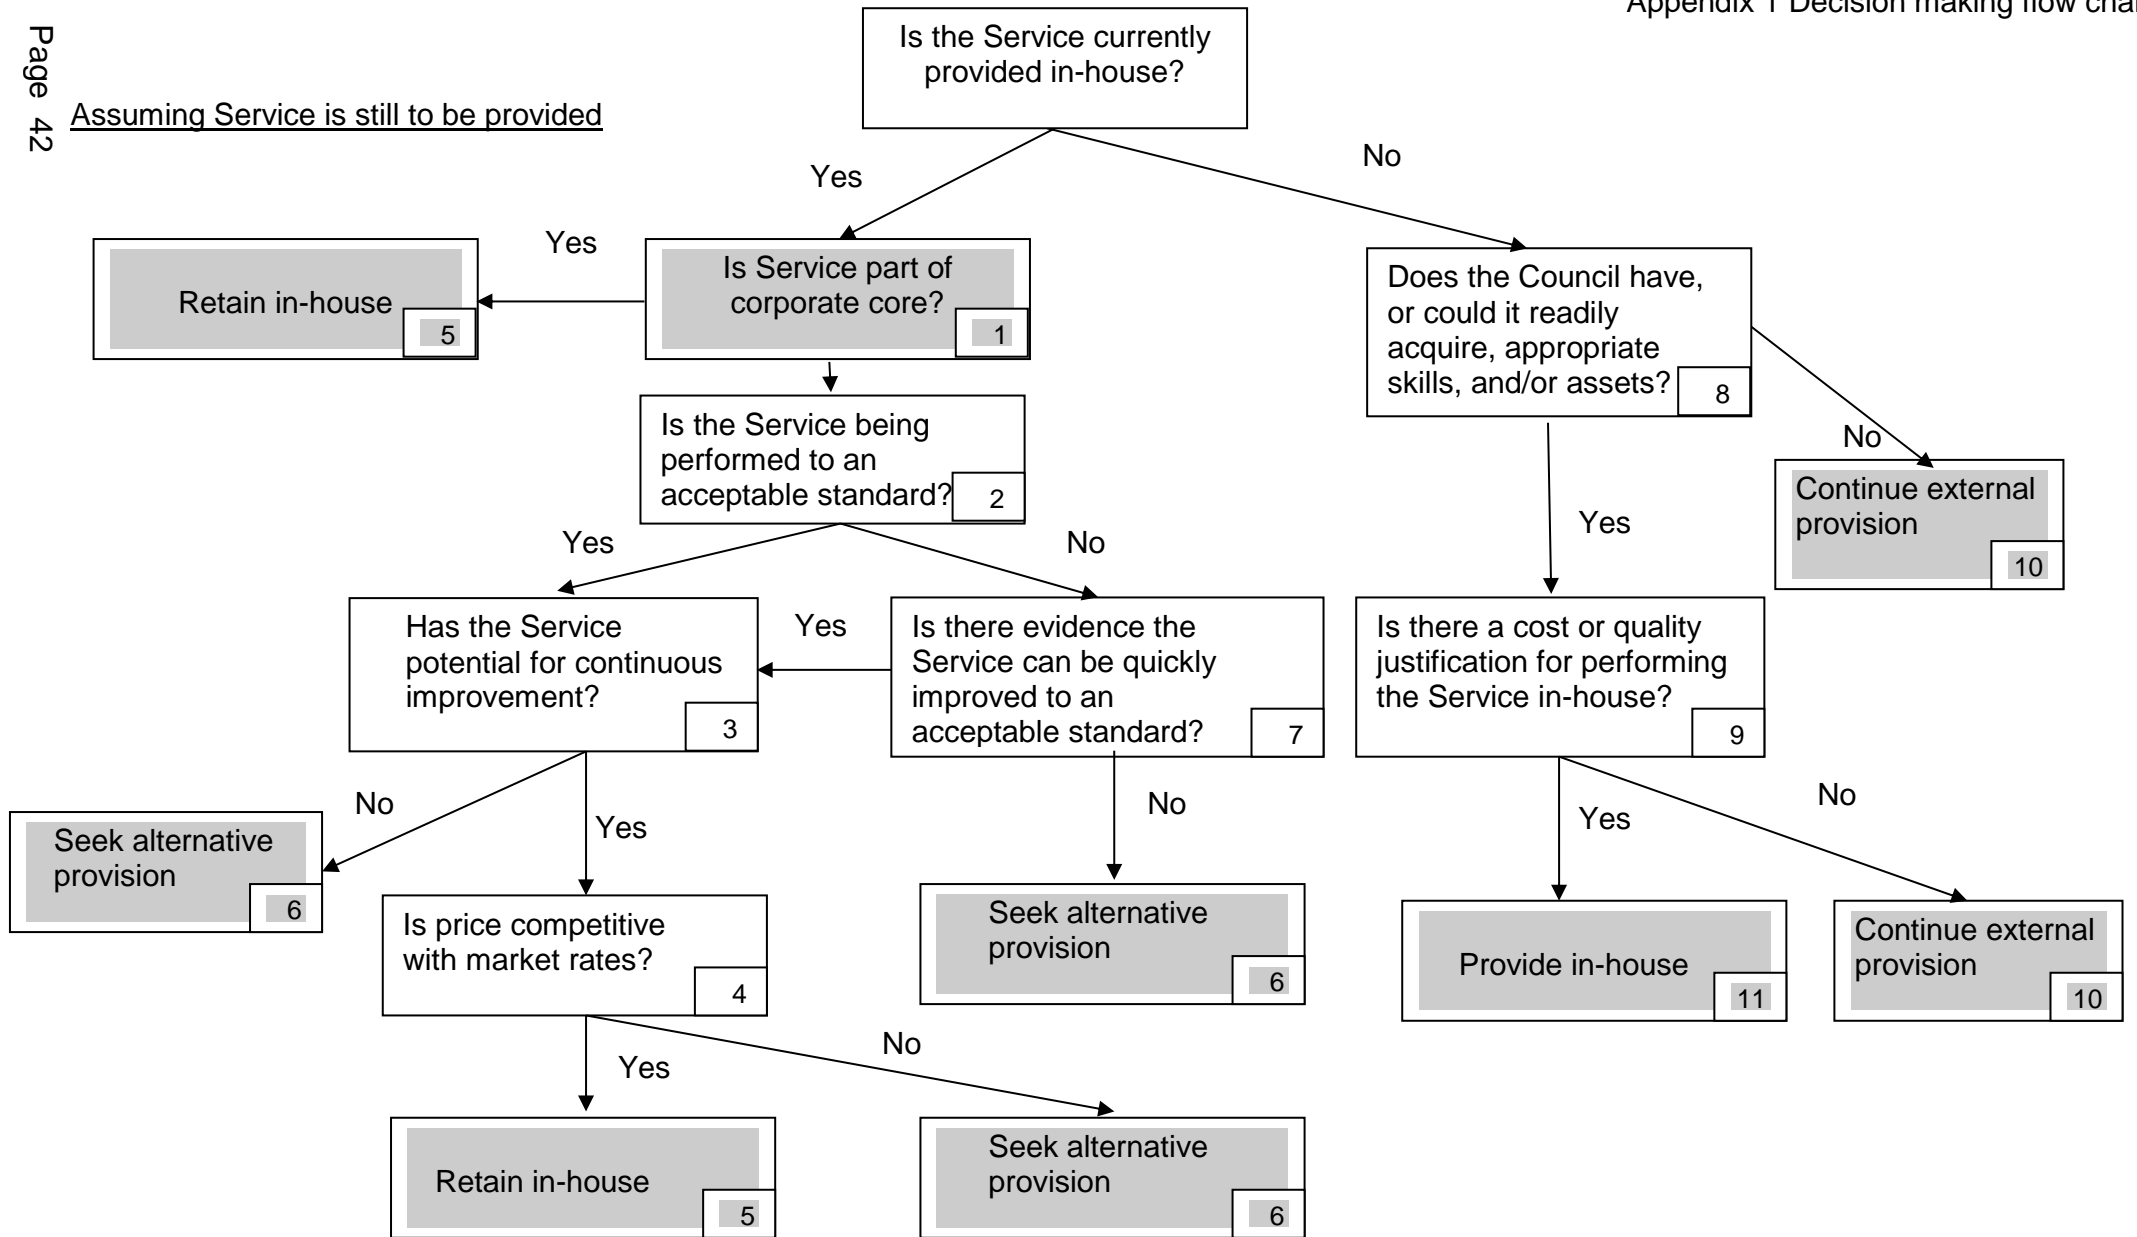 Appendix 1 Decision making flow
Page 42
Assuming Service is still to be provided
Is the Service currently
provided in-house?
Yes
No
Retain in-house
5
Yes
Is Service part of
corporate core?
1
Does the Council have,
or could it readily
acquire, appropriate
skills, and/or assets?
8
Is the Service being
performed to an
acceptable standard?
2
No
Continue external
provision
10
Yes
Yes
No
Has the Service
potential for continuous
improvement?
3
Yes
Is there evidence the
Service can be quickly
improved to an
acceptable standard?
7
Is there a cost or quality
justification for performing
the Service in-house?
9
No
Yes
No
Yes
No
Seek alternative
provision
6
Is price competitive
with market rates?
4
Seek alternative
provision
6
Provide in-house
11
Continue external
provision
10
Yes
No
Retain in-house
5
Seek alternative
provision
6